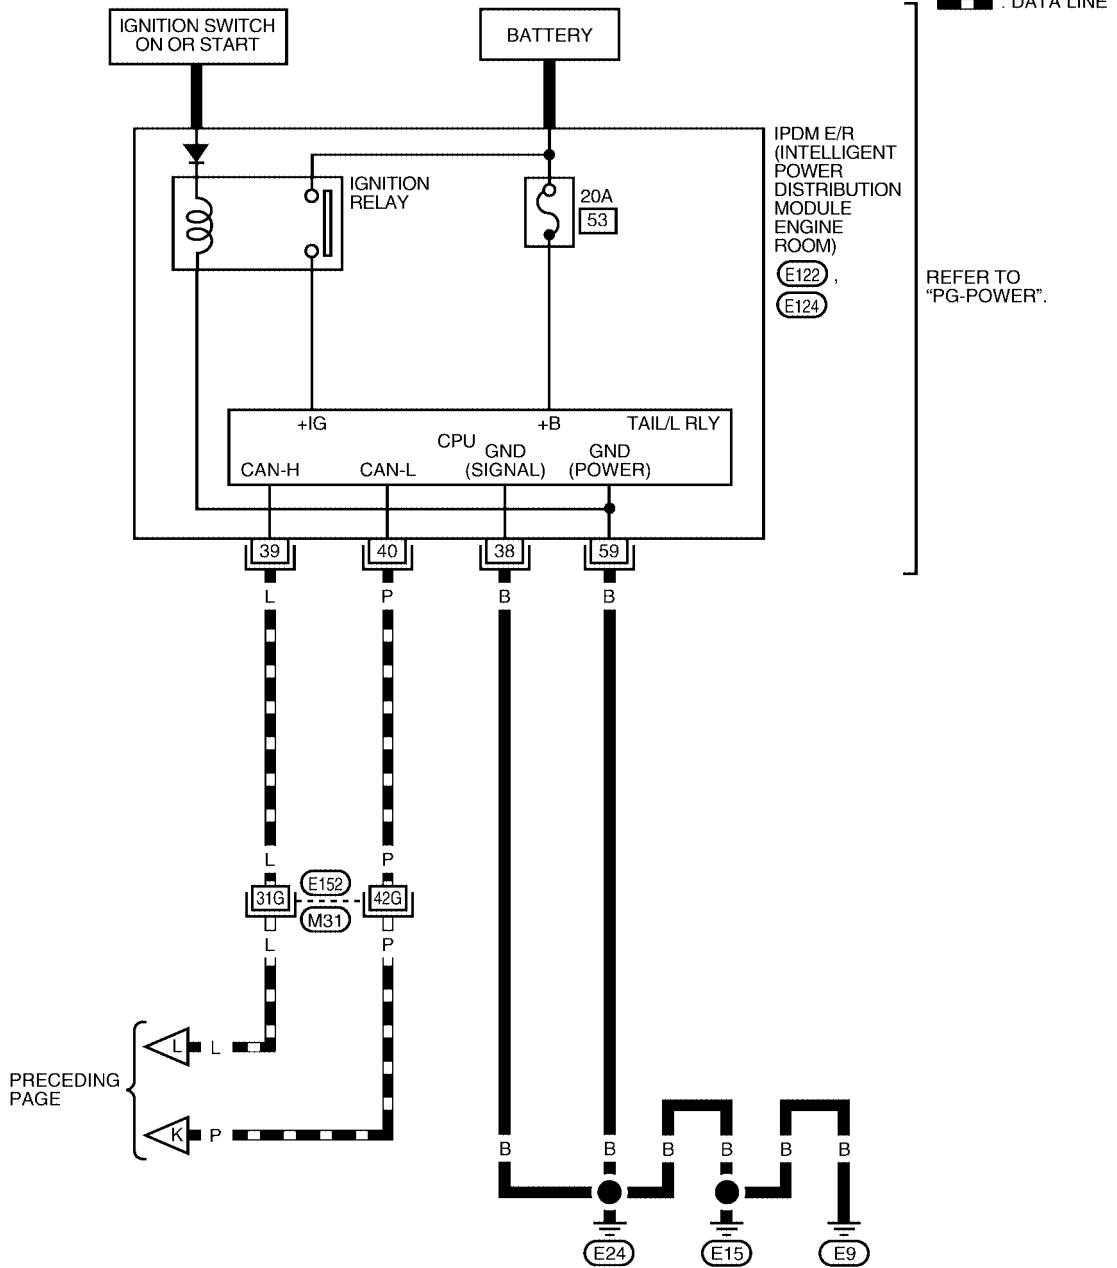 : DATA LINE
IGNITION SWITCH
ON OR START
BATTERY
IPDM E/R
(INTELLIGENT
POWER
DISTRIBUTION
MODULE
ENGINE
ROOM)
E122 ,
E124
IGNITION
RELAY
20A
53
REFER TO
“PG-POWER”.
+IG
+B
TAIL/L RLY
CPU
CAN-H
CAN-L
GND
(SIGNAL)
GND
(POWER)
39
40
38
59
L
P
B
B
L
P
31G
E152
42G
M31
L
P
PRECEDING
PAGE
L
L
K
P
B
B
B
B
B
B
E24
E15
E9